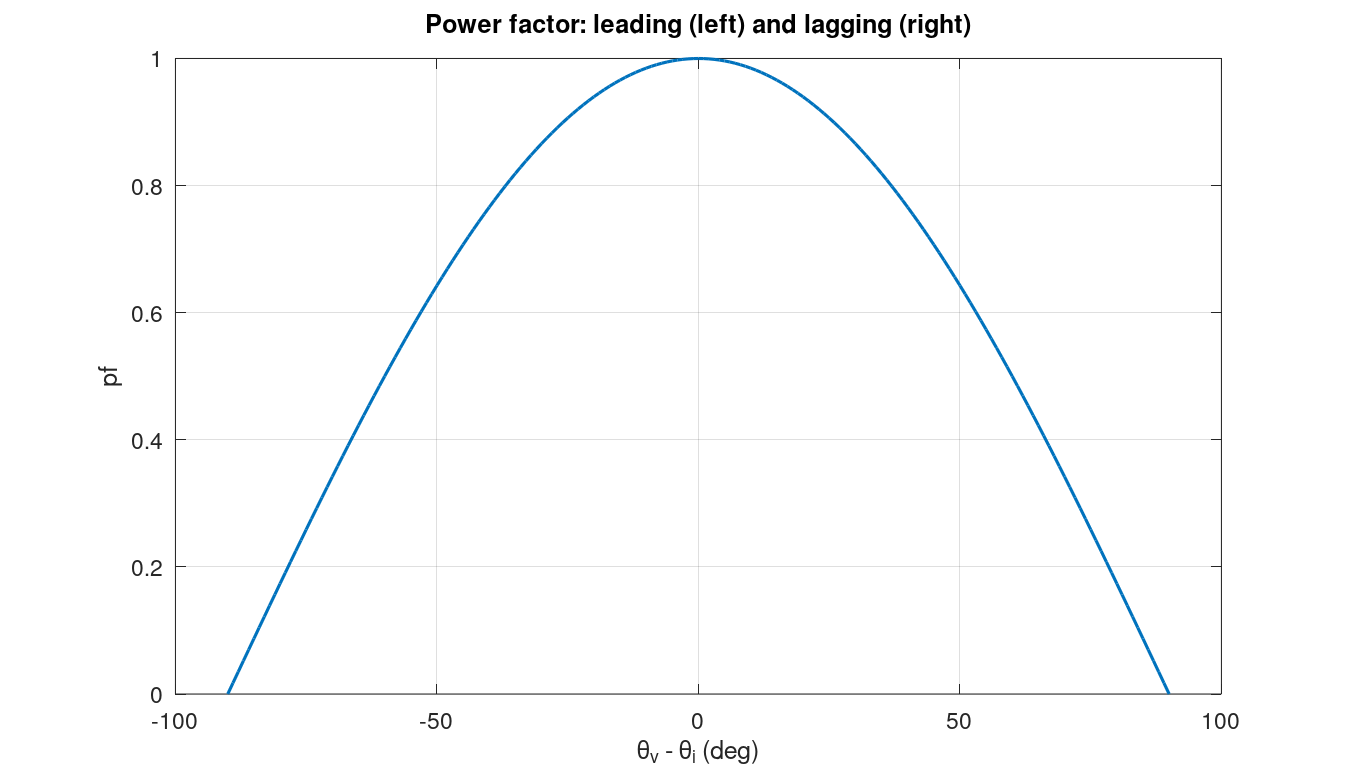 Power factor: leading (left) and lagging (right)
1
0.8
0.6
0.4
0.2
0
pf
-100 -50 0 50 100
θv - θi (deg)